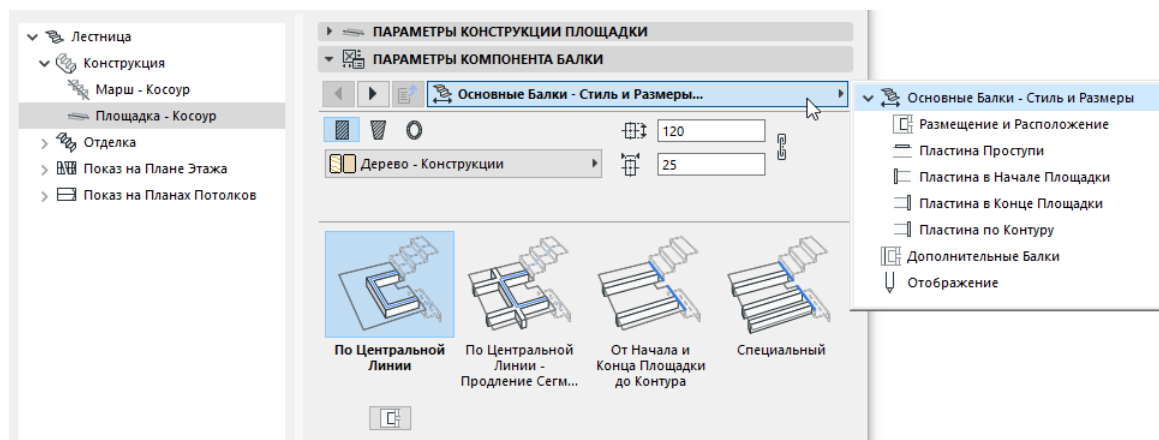 Лестница
Конструкция
Марш - Косоур
Площадка - Косоур
Отделка
Показ на Плане Этажа
Показ на Планах Потолков
ПАРАМЕТРЫ КОНСТРУКЦИИ ПЛОЩАДКИ
ПАРАМЕТРЫ КОМПОНЕНТА БАЛКИ
Основные Балки - Стиль и Размеры...
120
Дерево - Конструкции
25
По Центральной
Линии
По Центральной
Линии -
Продление Сегм...
От Начала и
Конца Площадки
до Контура
Специальный
Основные Балки - Стиль и Размеры
Размещение и Расположение
Пластина Проступи
Пластина в Начале Площадки
Пластина в Конце Площадки
Пластина по Контуру
Дополнительные Балки
Отображение